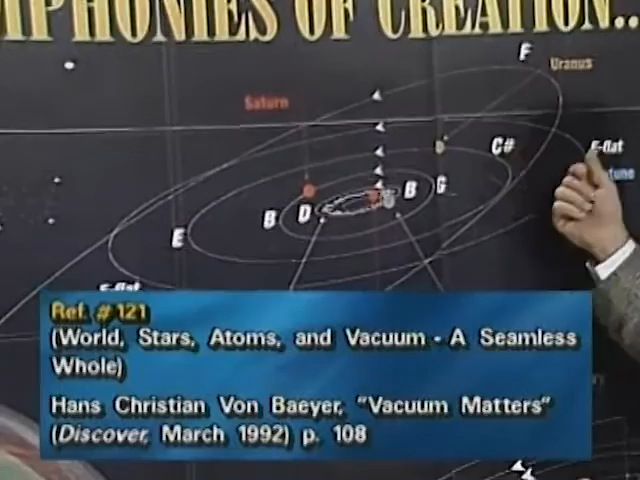 MPHONIES OF CREATION...
F
Uranus
Saturn
C#
E-flat
B
G
B
D
E
Ref. #121
(World, Stars, Atoms, and Vacuum - A Seamless
Whole)
Hans Christian Von Baeyer, "Vacuum Matters"
(Discover, March 1992) p. 108